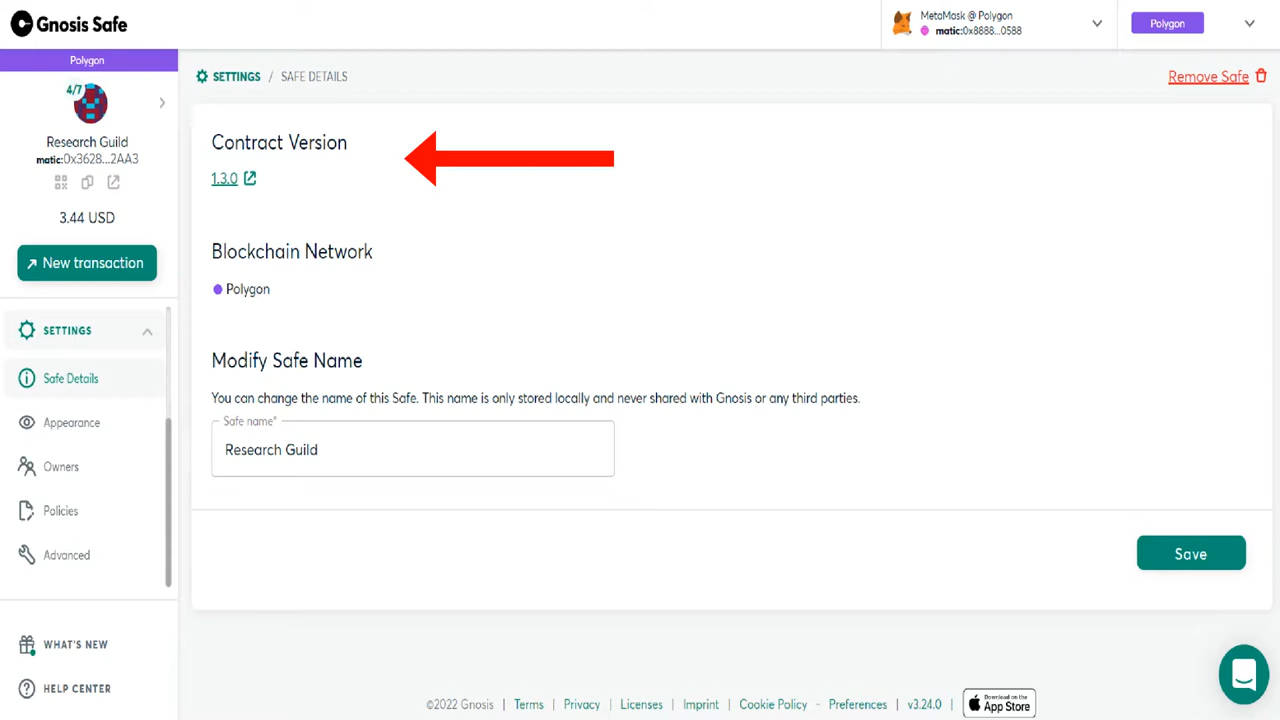 Gnosis Safe
MetaMask @ Polygon
matic:0x8888...0588
Polygon
Polygon
4/7
Research Guild
matic:0x3628...2AA3
3.44 USD
New transaction
SETTINGS
Safe Details
Appearance
Owners
Policies
Advanced
WHAT'S NEW
HELP CENTER
SETTINGS / SAFE DETAILS
Remove Safe
Contract Version
1.3.0
Blockchain Network
Polygon
Modify Safe Name
You can change the name of this Safe. This name is only stored locally and never shared with Gnosis or any third parties.
Safe name*
Research Guild
Save
©2022 Gnosis | Terms | Privacy | Licenses | Imprint | Cookie Policy - Preferences | v3.24.0 |
Download on the
App Store